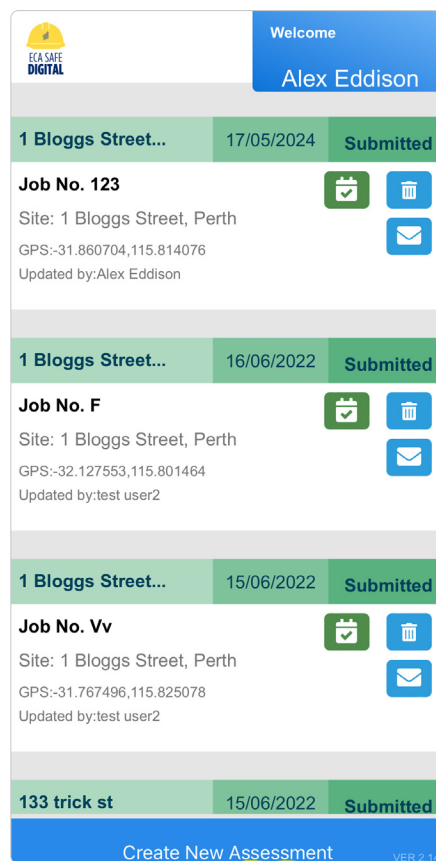 Welcome
ECA SAFE
DIGITAL
Alex Eddison
1 Bloggs Street... 17/05/2024 Submitted
Job No. 123
Site: 1 Bloggs Street, Perth
GPS:-31.860704,115.814076
Updated by:Alex Eddison
1 Bloggs Street... 16/06/2022 Submitted
Job No. F
Site: 1 Bloggs Street, Perth
GPS:-32.127553,115.801464
Updated by:test user2
1 Bloggs Street... 15/06/2022 Submitted
Job No. Vv
Site: 1 Bloggs Street, Perth
GPS:-31.767496,115.825078
Updated by:test user2
133 trick st 15/06/2022 Submitted
Create New Assessment